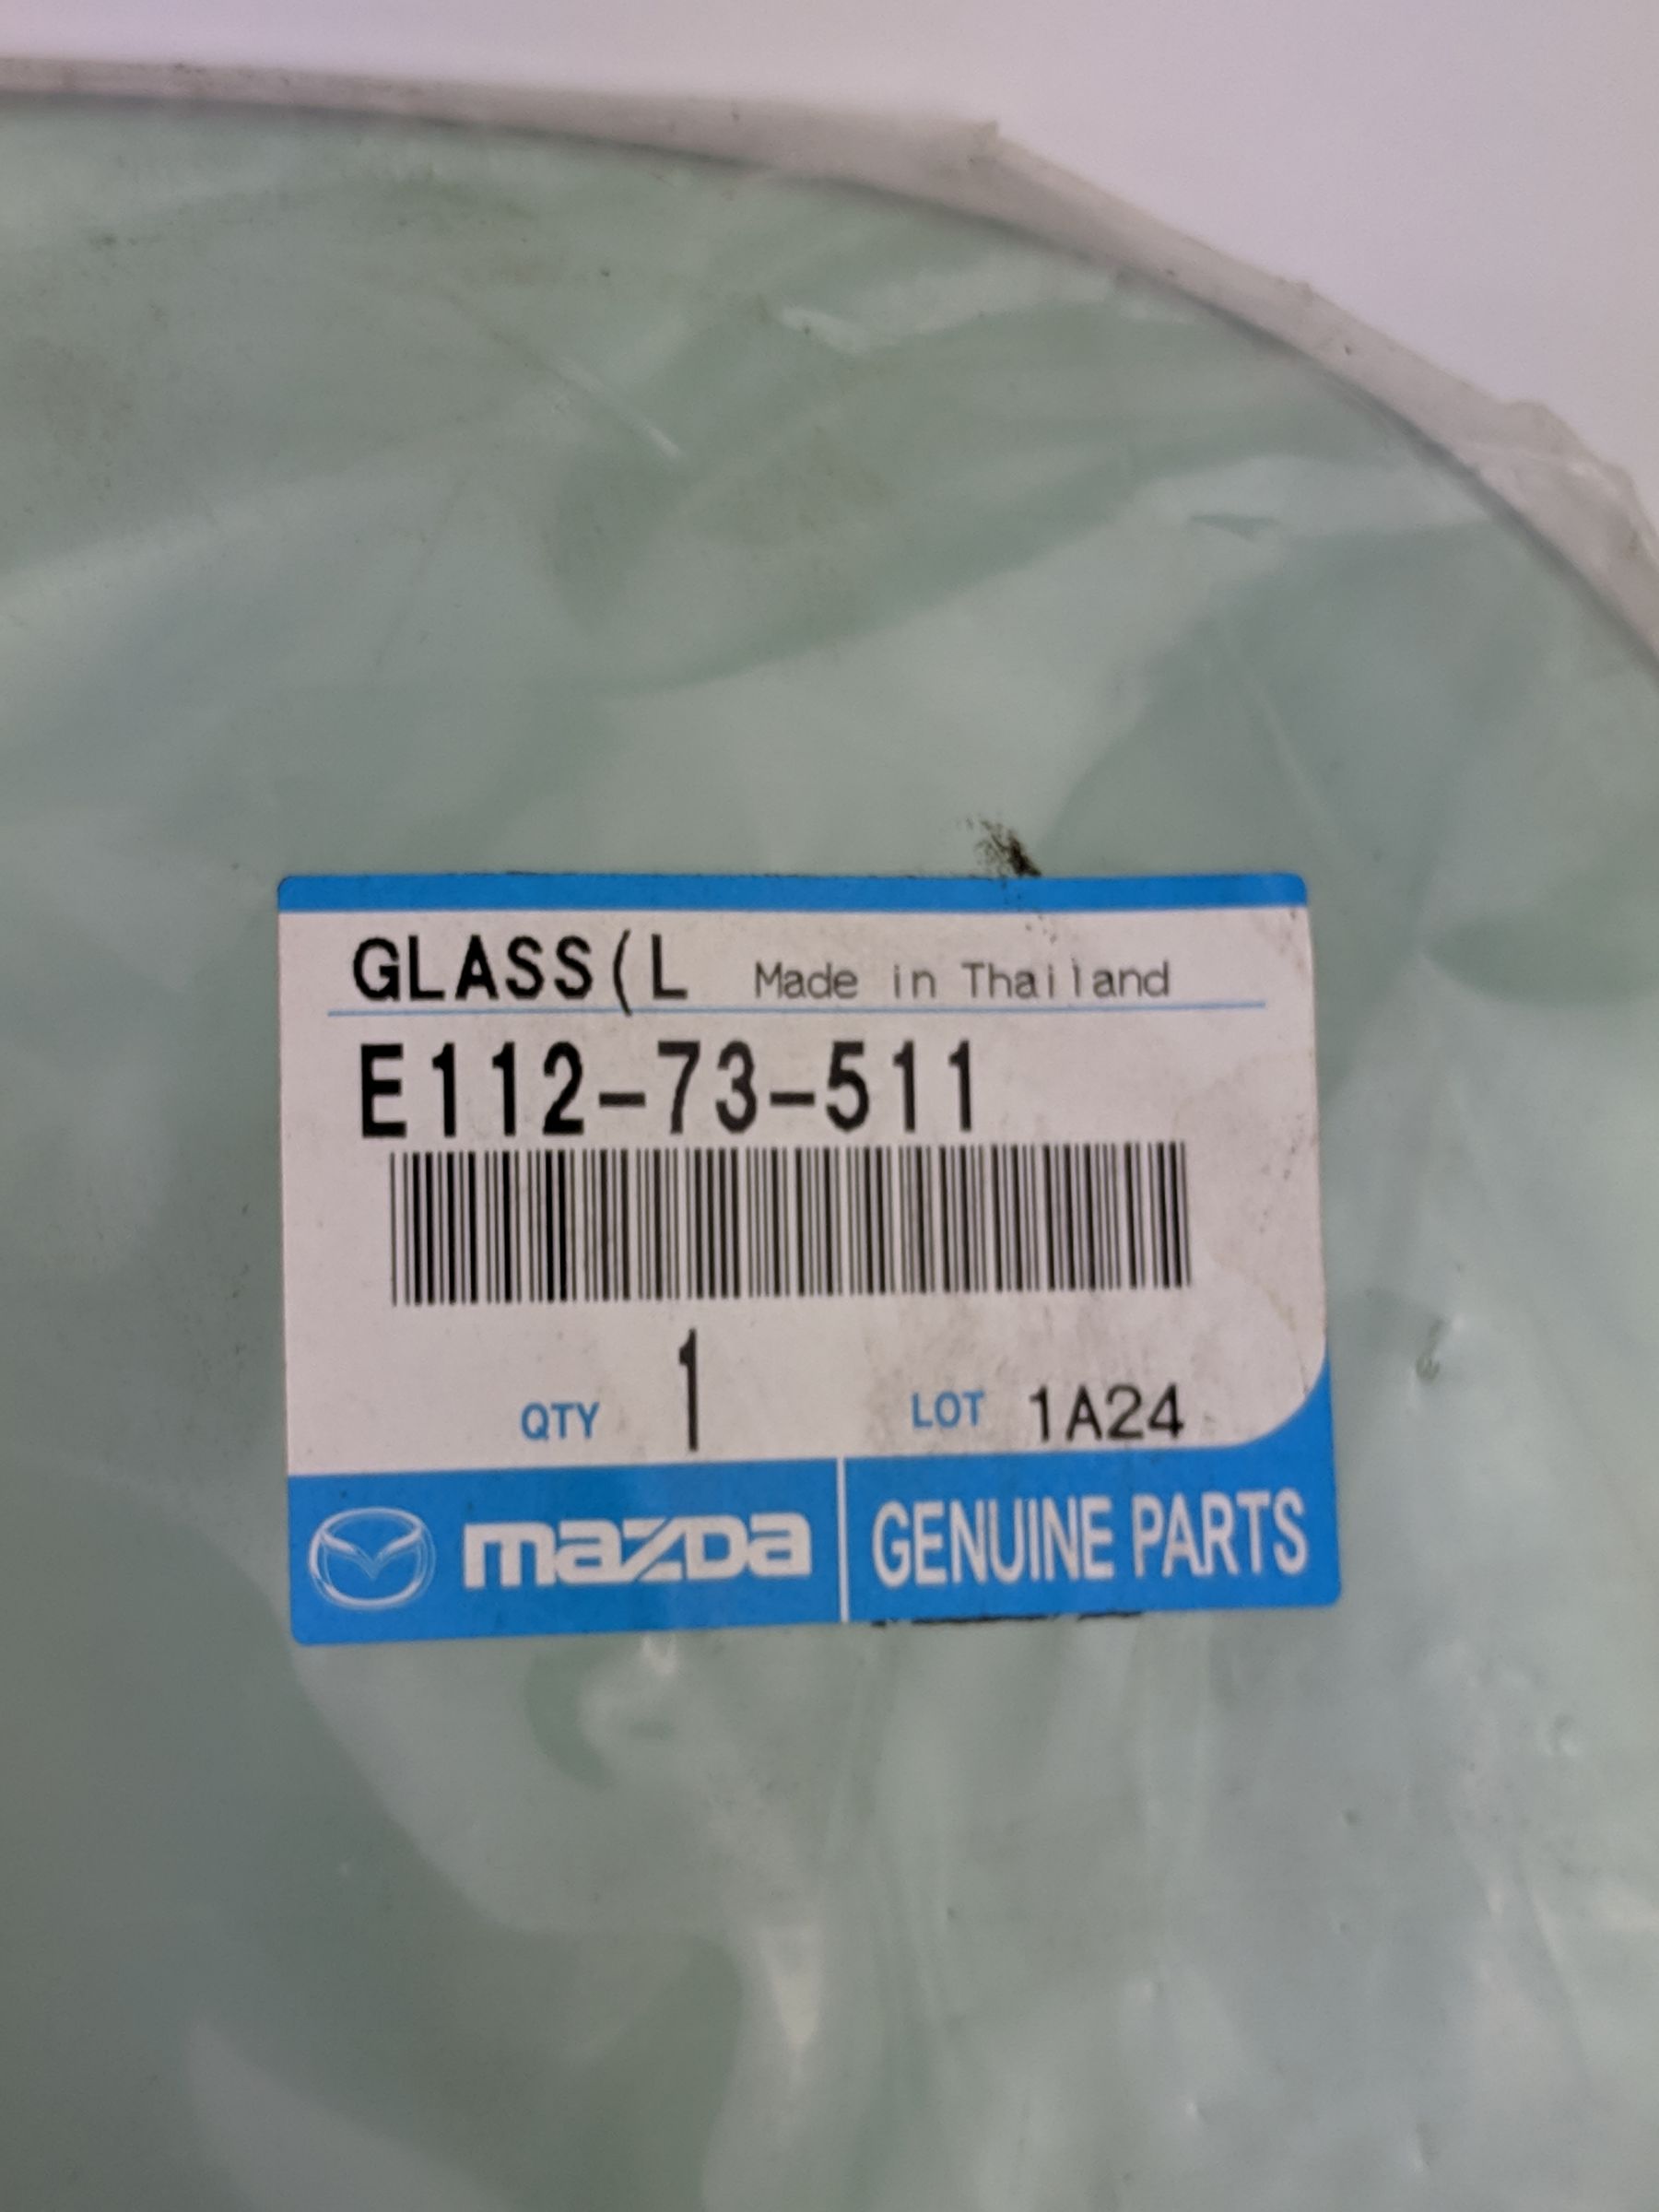 GLASS(L Made in Thailand
E112-73-511
QTY 1 LOT 1A24
mazda GENUINE PARTS